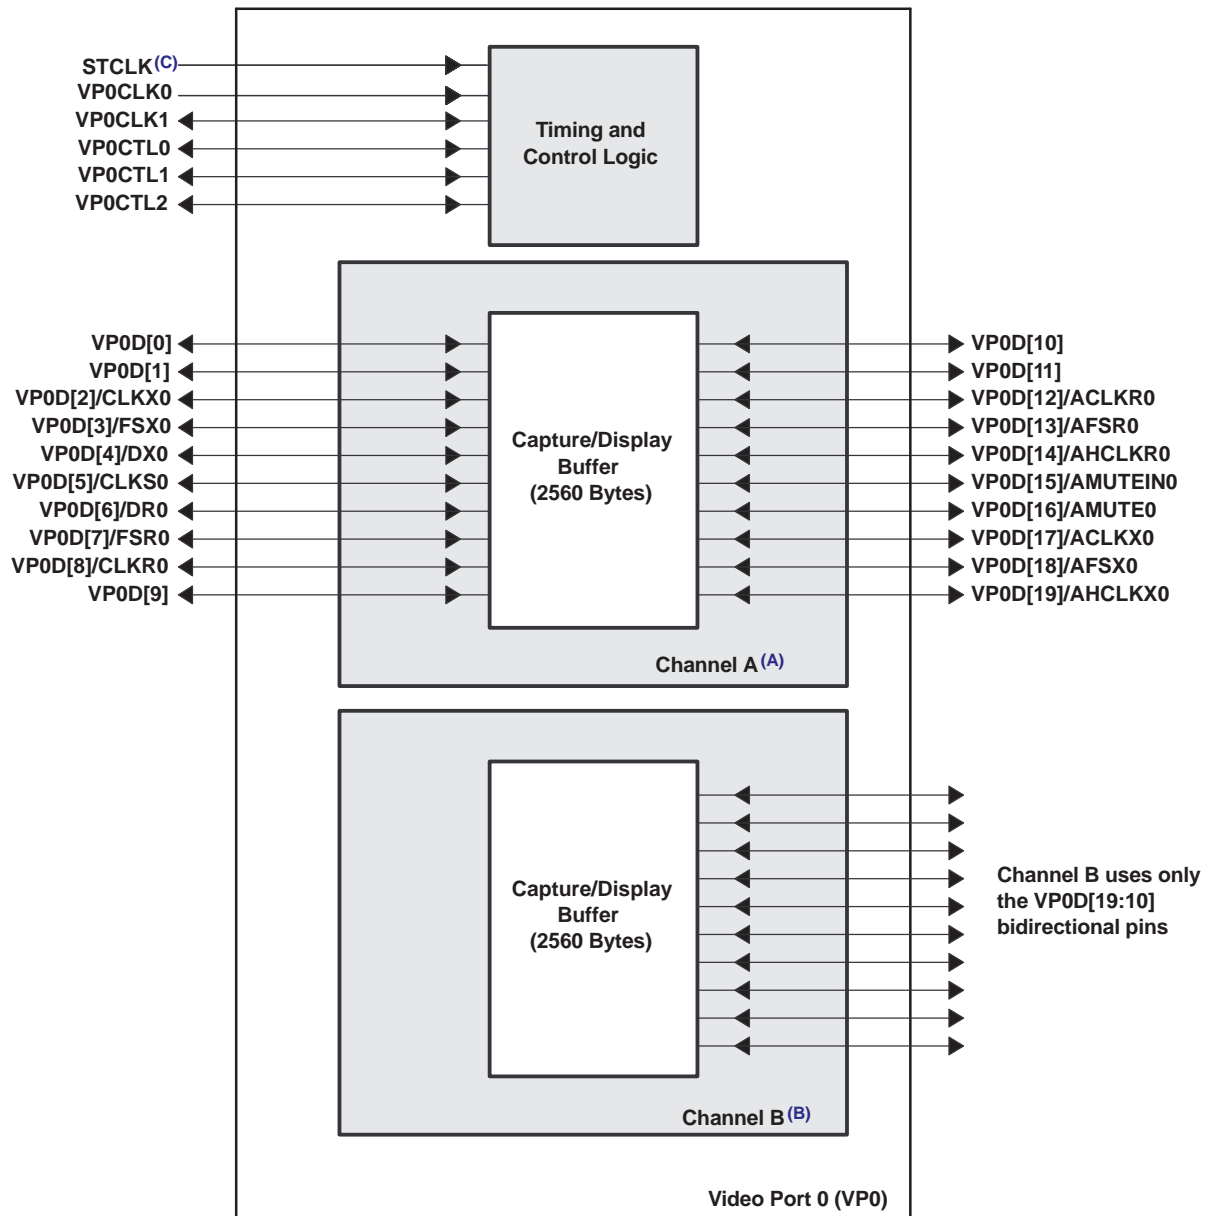 STCLK(C)
VP0CLK0
VP0CLK1
VP0CTL0
VP0CTL1
VP0CTL2
Timing and
Control Logic
VP0D[0]
VP0D[1]
VP0D[2]/CLKX0
VP0D[3]/FSX0
VP0D[4]/DX0
VP0D[5]/CLKS0
VP0D[6]/DR0
VP0D[7]/FSR0
VP0D[8]/CLKR0
VP0D[9]
Capture/Display
Buffer
(2560 Bytes)
VP0D[10]
VP0D[11]
VP0D[12]/ACLKR0
VP0D[13]/AFSR0
VP0D[14]/AHCLKR0
VP0D[15]/AMUTEIN0
VP0D[16]/AMUTE0
VP0D[17]/ACLKX0
VP0D[18]/AFSX0
VP0D[19]/AHCLKX0
Channel A(A)
Capture/Display
Buffer
(2560 Bytes)
Channel B uses only
the VP0D[19:10]
bidirectional pins
Channel B(B)
Video Port 0 (VP0)